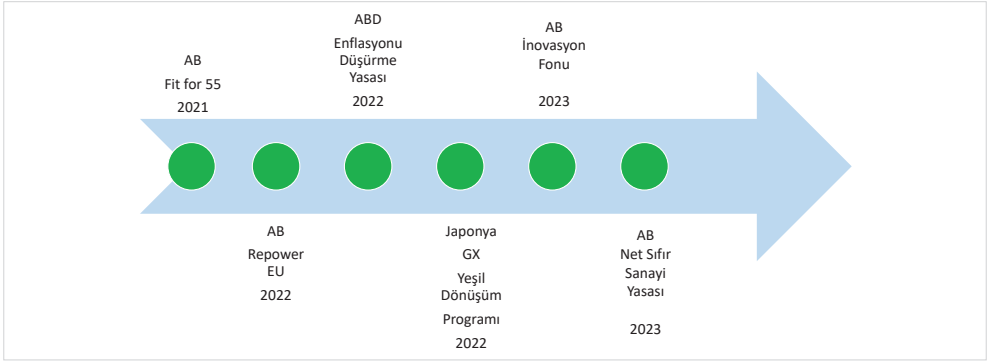 AB
Fit for 55
2021
AB
Repower
EU
2022
ABD
Enflasyonu
Düşürme
Yasası
2022
Japonya
GX
Yeşil
Dönüşüm
Programı
2022
AB
İnovasyon
Fonu
2023
AB
Net Sıfır
Sanayi
Yasası
2023